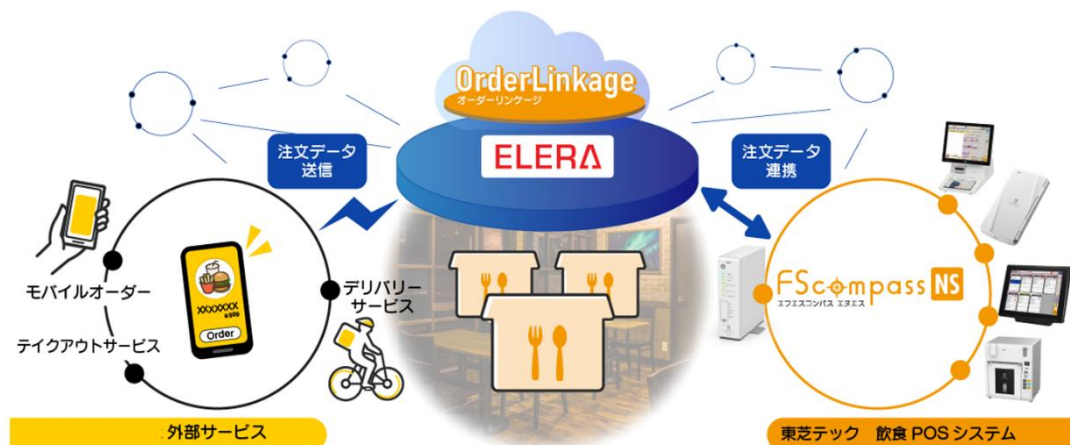 OrderLinkage
オーダーリンケージ
ELERA
注文データ
送信
注文データ
連携
モバイルオーダー
テイクアウトサービス
デリバリー
サービス
XXXXXXX
Order
FScompass NS
エフエスコンパス エヌエス
外部サービス
東芝テック 飲食POSシステム